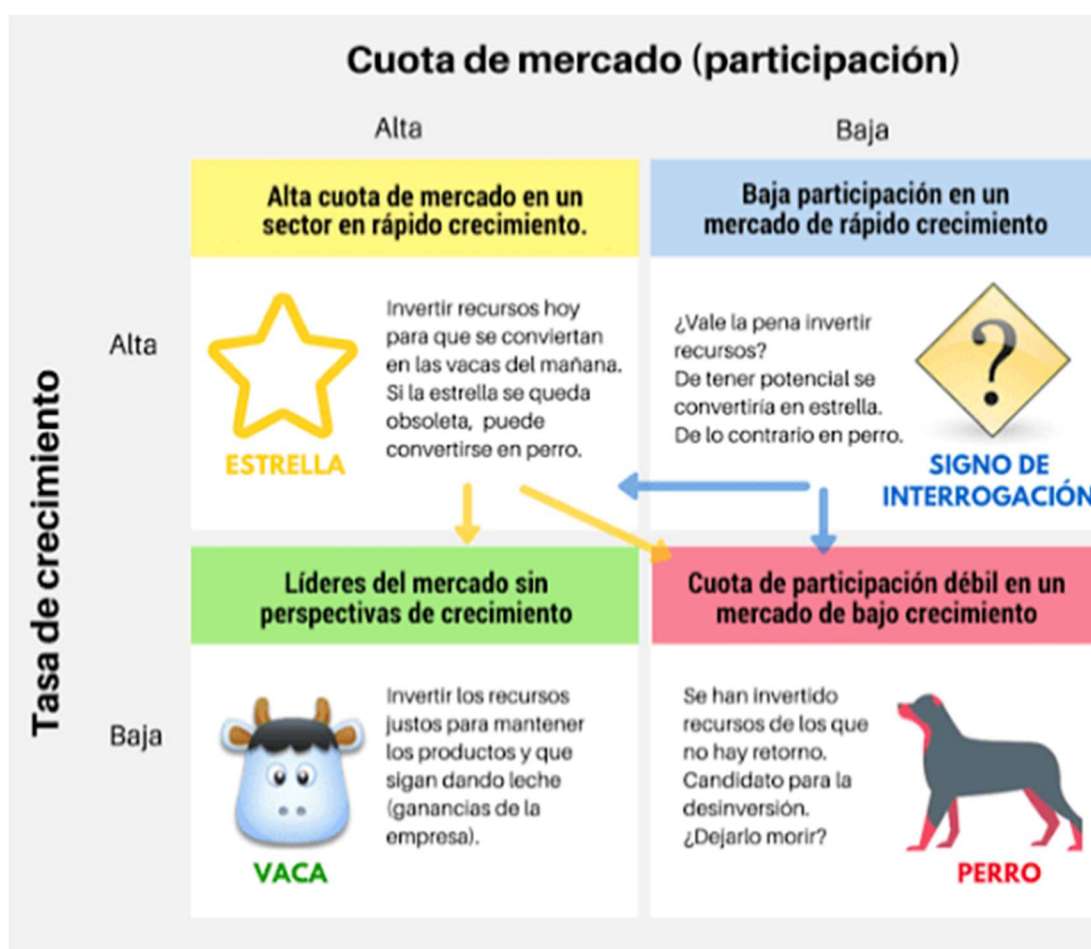 Cuota de mercado (participación)
Alta
Baja
Alta cuota de mercado en un
sector en rápido crecimiento.
Baja participación en un
mercado de rápido crecimiento
Tasa de crecimiento
Alta
Invertir recursos hoy
para que se conviertan
en las vacas del mañana.
Si la estrella se queda
obsoleta, puede
convertirse en perro.
ESTRELLA
¿Vale la pena invertir
recursos?
De tener potencial se
convertiría en estrella.
De lo contrario en perro.
?
SIGNO DE
INTERROGACIÓN
Líderes del mercado sin
perspectivas de crecimiento
Cuota de participación débil en un
mercado de bajo crecimiento
Baja
Invertir los recursos
justos para mantener
los productos y que
sigan dando leche
(ganancias de la
empresa).
VACA
Se han invertido
recursos de los que
no hay retorno.
Candidato para la
desinversión.
¿Dejarlo morir?
PERRO